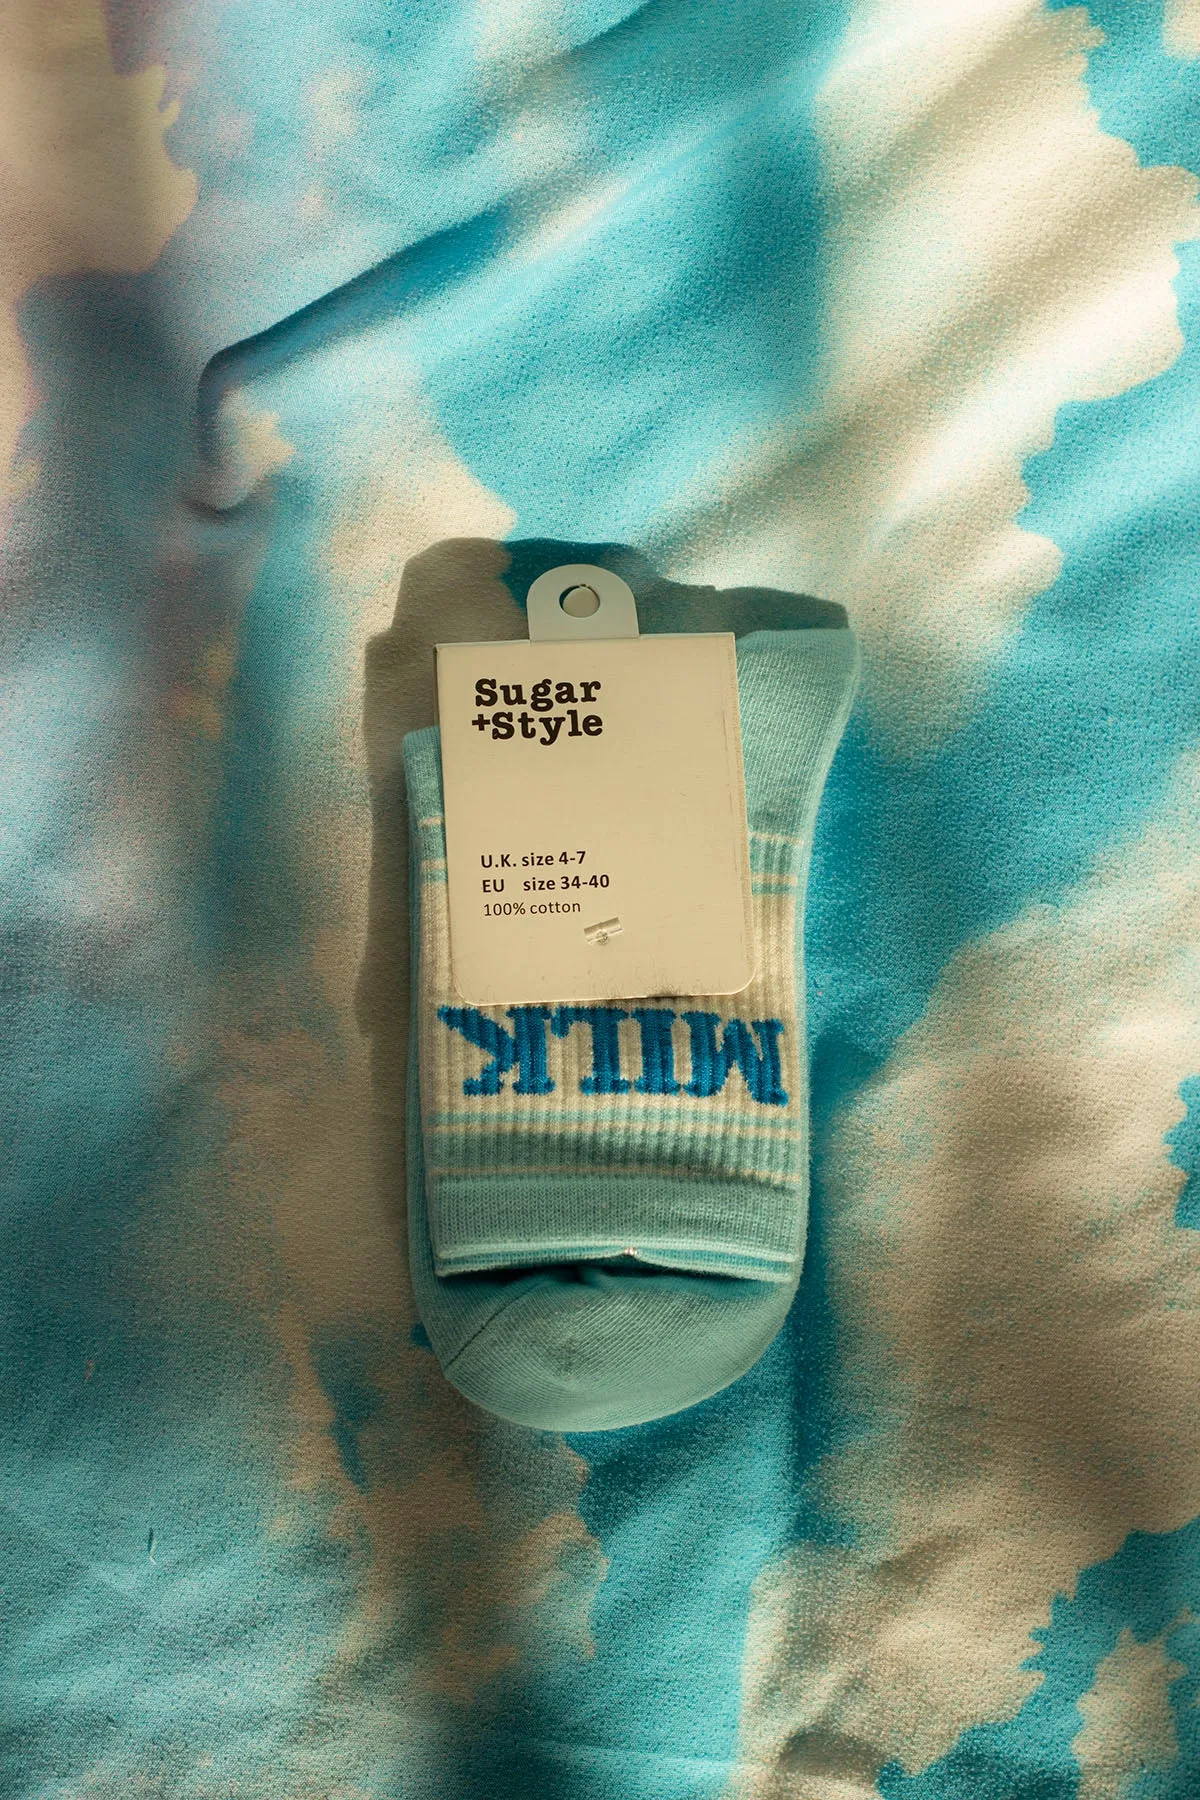 Sugar
+Style
U.K. size 4-7
EU size 34-40
100% cotton
MILK